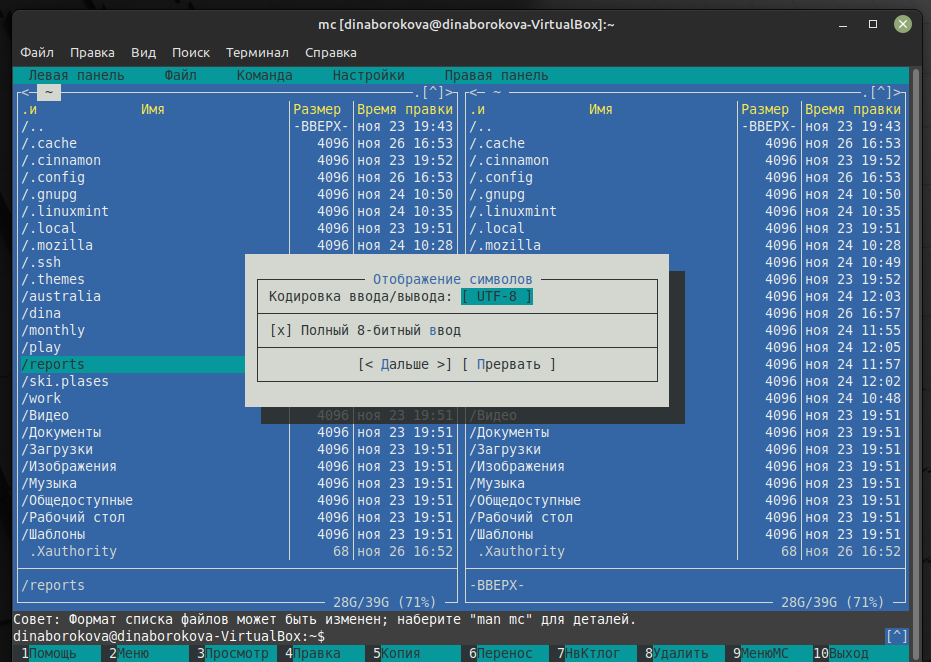 mc [dinaborokova@dinaborokova-VirtualBox]:~
Файл Правка Вид Поиск Терминал Справка
Левая панель Файл Команда Настройки Правая панель
<─ ~ .[^]> <─ ~ .[^]>
.и Имя Размер Время правки .и Имя Размер Время правки
/.. -ВВЕРХ- ноя 23 19:43 /.. -ВВЕРХ- ноя 23 19:43
/.cache 4096 ноя 26 16:53 /.cache 4096 ноя 26 16:53
/.cinnamon 4096 ноя 23 19:52 /.cinnamon 4096 ноя 23 19:52
/.config 4096 ноя 26 16:53 /.config 4096 ноя 26 16:53
/.gnupg 4096 ноя 24 10:50 /.gnupg 4096 ноя 24 10:50
/.linuxmint 4096 ноя 24 10:35 /.linuxmint 4096 ноя 24 10:35
/.local 4096 ноя 23 19:51 /.local 4096 ноя 23 19:51
/.mozilla 4096 ноя 24 10:28 /.mozilla 4096 ноя 24 10:28
/.ssh 4096 ноя 24 10:49
/.themes Отображение символов 4096 ноя 23 19:52
/australia Кодировка ввода/вывода: [ UTF-8 ] 4096 ноя 24 12:03
/dina 4096 ноя 26 16:57
/monthly [x] Полный 8-битный ввод 4096 ноя 24 11:55
/play 4096 ноя 24 12:05
/reports [< Дальше >] [ Прервать ] 4096 ноя 24 11:57
/ski.plases 4096 ноя 24 12:02
/work 4096 ноя 24 10:48
/Видео 4096 ноя 23 19:51 /Видео 4096 ноя 23 19:51
/Документы 4096 ноя 23 19:51 /Документы 4096 ноя 23 19:51
/Загрузки 4096 ноя 23 19:51 /Загрузки 4096 ноя 23 19:51
/Изображения 4096 ноя 23 19:51 /Изображения 4096 ноя 23 19:51
/Музыка 4096 ноя 23 19:51 /Музыка 4096 ноя 23 19:51
/Общедоступные 4096 ноя 23 19:51 /Общедоступные 4096 ноя 23 19:51
/Рабочий стол 4096 ноя 23 19:51 /Рабочий стол 4096 ноя 23 19:51
/Шаблоны 4096 ноя 23 19:51 /Шаблоны 4096 ноя 23 19:51
.Xauthority 68 ноя 26 16:52 .Xauthority 68 ноя 26 16:52
/reports -ВВЕРХ-
28G/39G (71%) 28G/39G (71%)
Совет: Формат списка файлов может быть изменен; наберите "man mc" для деталей.
dinaborokova@dinaborokova-VirtualBox:~$ [^]
1Помощь 2Меню 3Просмотр 4Правка 5Копия 6Перенос 7НвКтлог 8Удалить 9МенюМС 10Выход